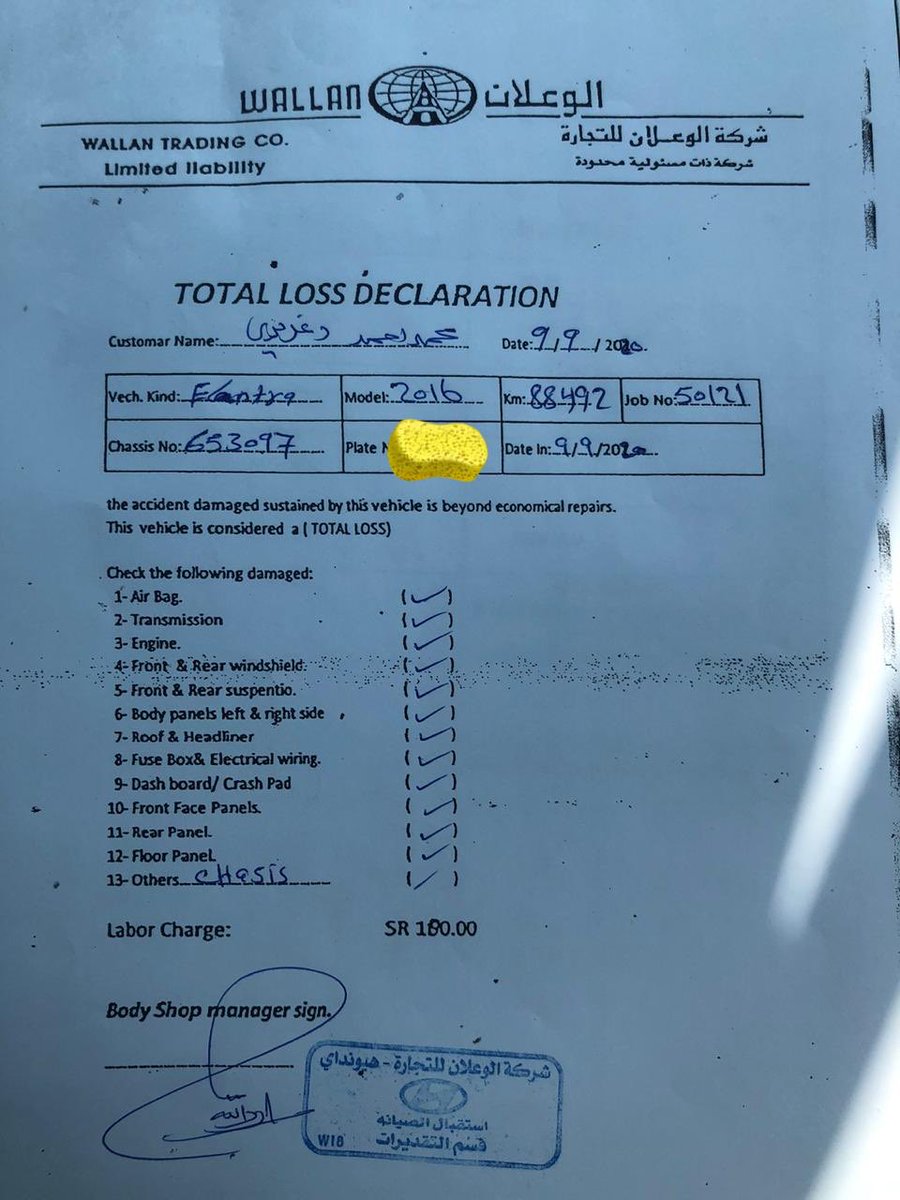 WALLAN الوعلان
WALLAN TRADING CO. شركة الوعلان للتجارة
Limited liability شركة ذات مسئولية محدودة
TOTAL LOSS DECLARATION
Customar Name: محمد احمد Date: 9/9/2020
Vech. Kind: Elantra Model: 2016 Km: 88492 Job No: 50121
Chassis No: 653097 Plate Date In: 9/9/2020
the accident damaged sustained by this vehicle is beyond economical repairs.
This vehicle is considered a ( TOTAL LOSS)
Check the following damaged:
1- Air Bag. (✓)
2- Transmission (✓)
3- Engine. (✓)
4- Front & Rear windshield. (✓)
5- Front & Rear suspentio. (✓)
6- Body panels left & right side (✓)
7- Roof & Headliner (✓)
8- Fuse Box& Electrical wiring. (✓)
9- Dash board/ Crash Pad (✓)
10- Front Face Panels. (✓)
11- Rear Panel. (✓)
12- Floor Panel. (✓)
13- Others CHASIS (✓)
Labor Charge: SR
Body Shop manager sign.
شركة الوعلان للتجارة - هيونداي
استقبال الصيانه
قسم التقديرات
W18